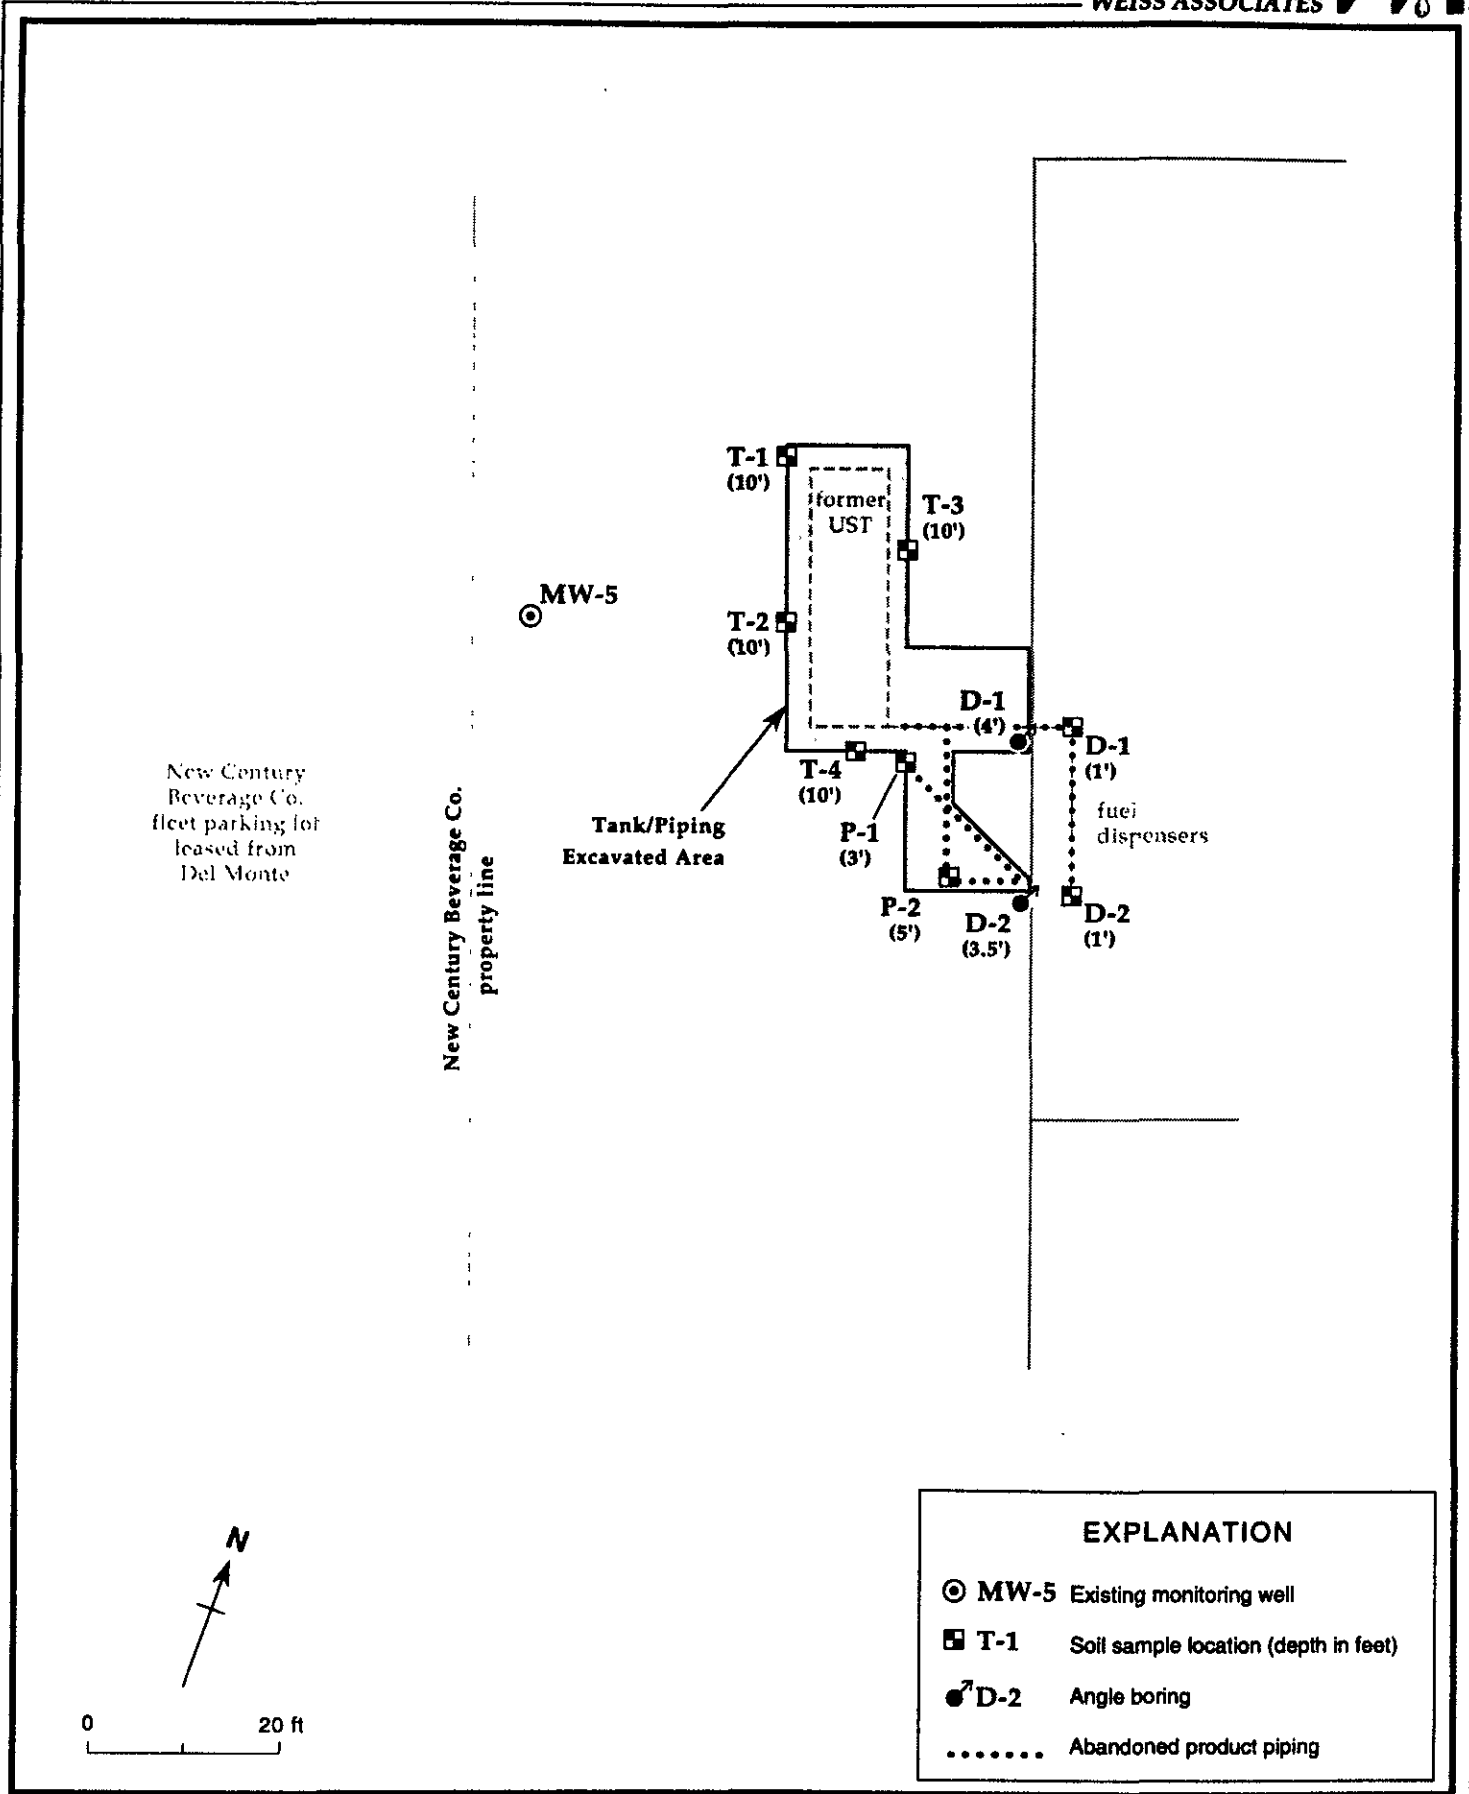 WEISS ASSOCIATES
T-1
(10')
former
UST
T-3
(10')
MW-5
T-2
(10')
D-1
(4')
D-1
(1')
T-4
(10')
P-1
(3')
fuel
dispensers
Tank/Piping
Excavated Area
New Century
Beverage Co.
fleet parking lot
leased from
Del Monte
New Century Beverage Co.
property line
P-2
(5')
D-2
(3.5')
D-2
(1')
N
0 20 ft
EXPLANATION
MW-5 Existing monitoring well
T-1 Soil sample location (depth in feet)
D-2 Angle boring
Abandoned product piping